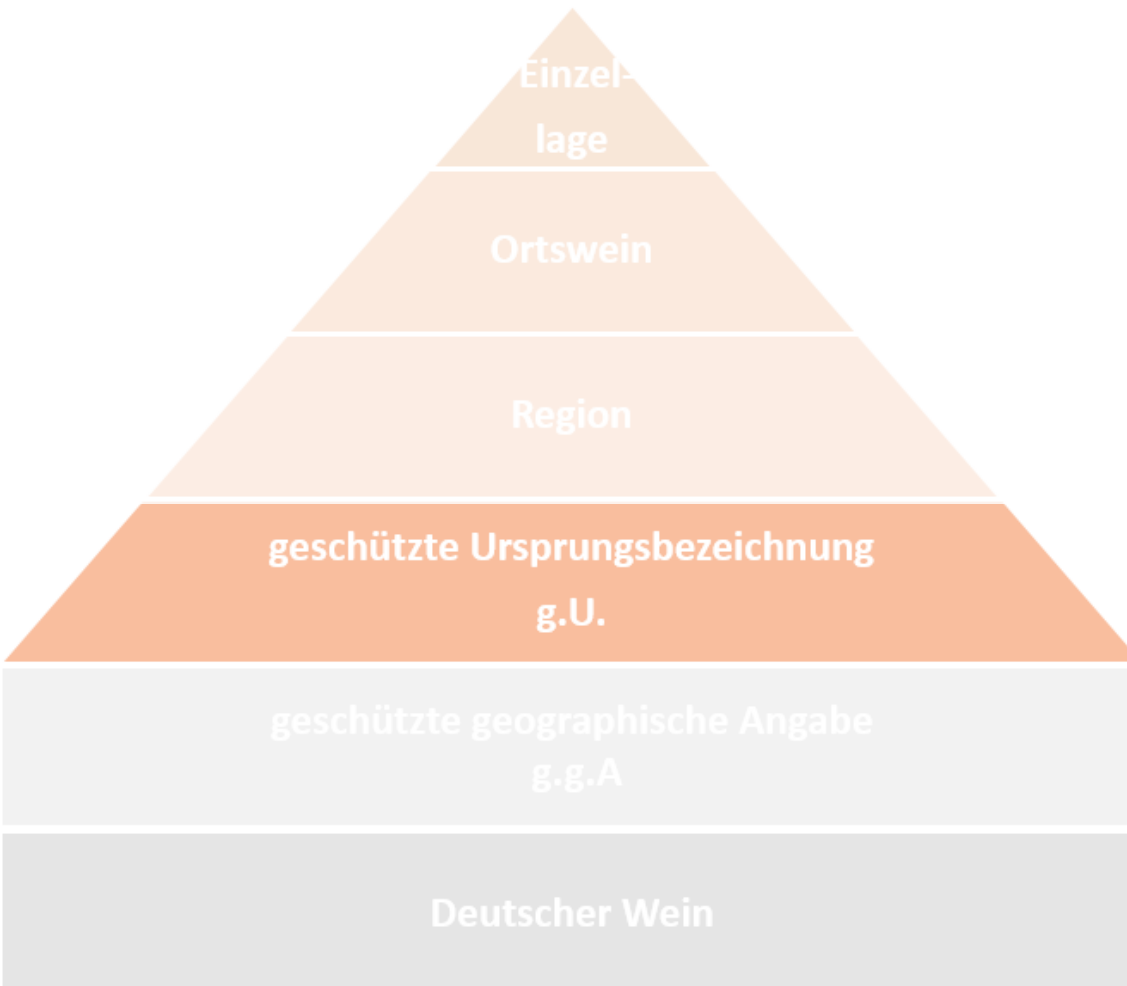 Einzel-
lage
Ortswein
Region
geschützte Ursprungsbezeichnung
g.U.
geschützte geographische Angabe
g.g.A
Deutscher Wein